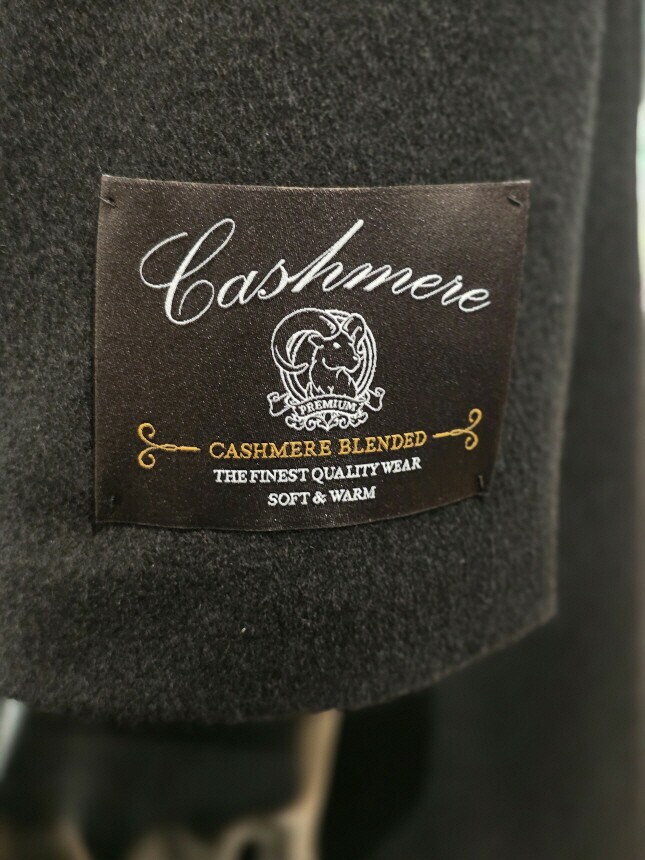 Cashmere
PREMIUM
CASHMERE BLENDED
THE FINEST QUALITY WEAR
SOFT & WARM